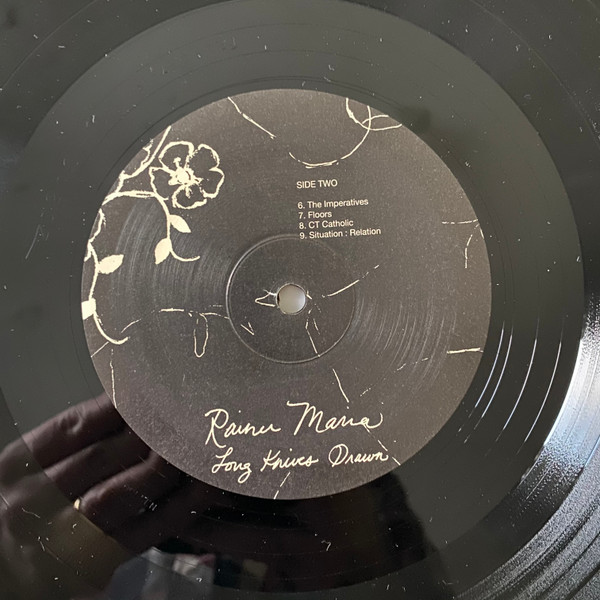 SIDE TWO
6. The Imperatives
7. Floors
8. CT Catholic
9. Situation : Relation
Rainer Maria
Long Knives Drawn